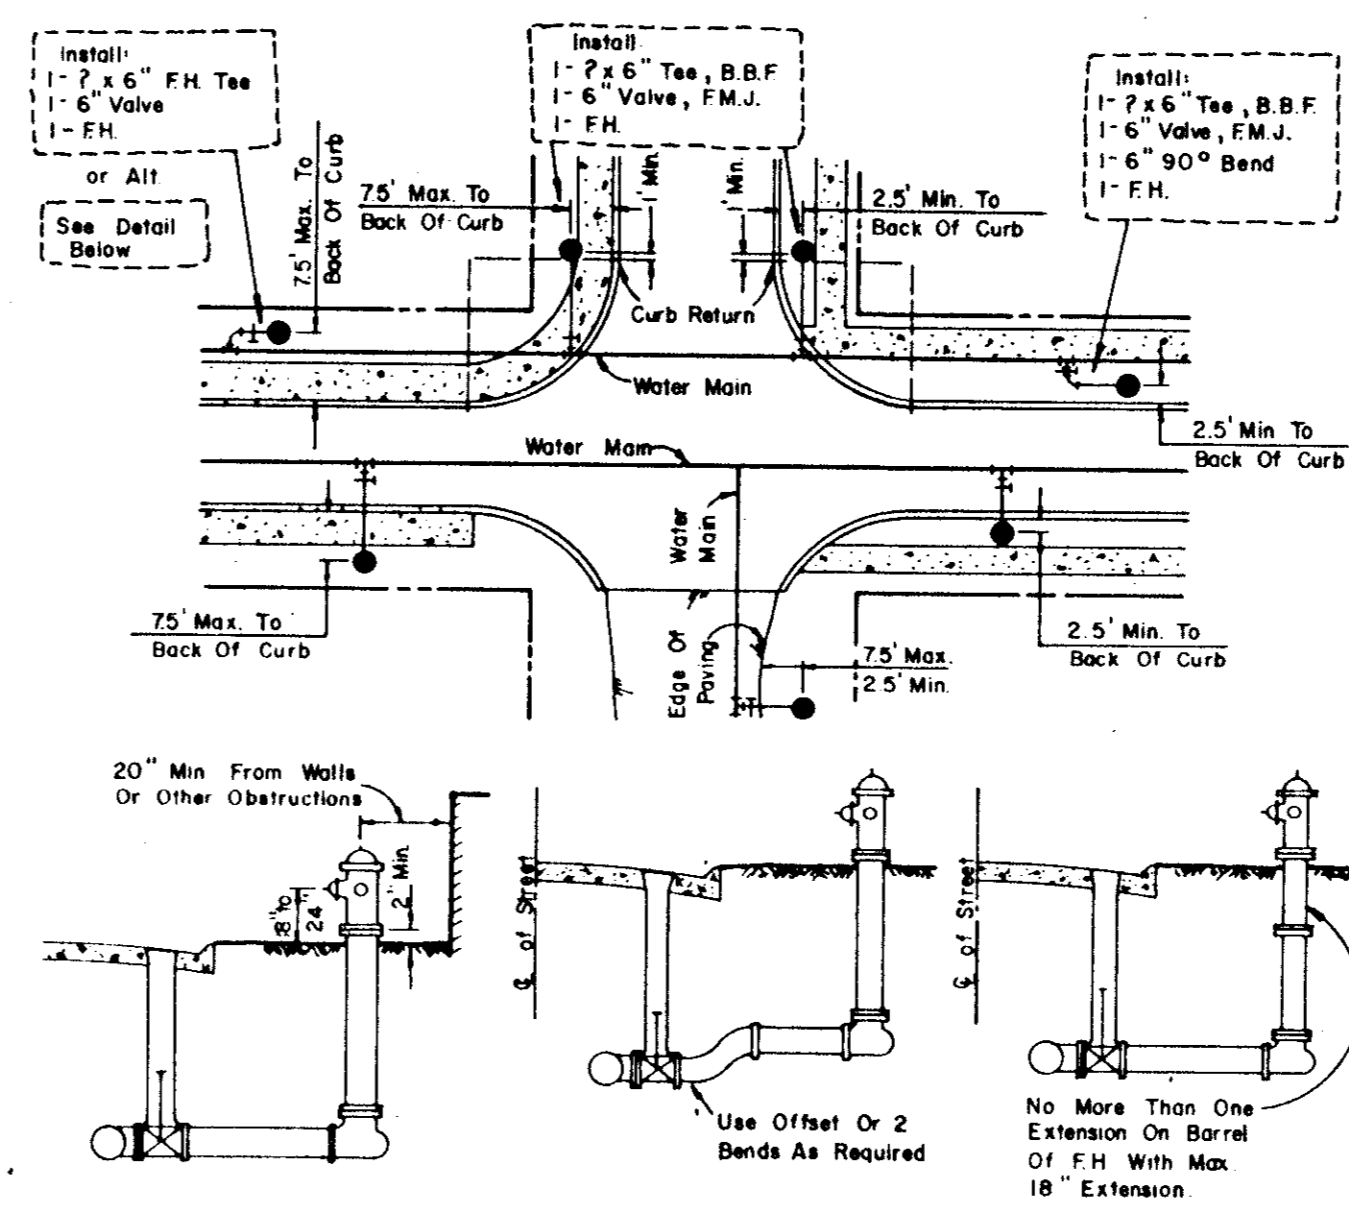 Install:
1- ? x 6" F.H. Tee
1- 6" Valve
1- F.H.
or Alt.
See Detail
Below
7.5' Max. To
Back Of Curb
Install:
1- ? x 6" Tee, B.B.F.
1- 6" Valve, F.M.J.
1- F.H.
7.5' Max. To
Back Of Curb
1' Min.
1' Min.
2.5' Min. To
Back Of Curb
Install:
1- ? x 6" Tee, B.B.F.
1- 6" Valve, F.M.J.
1- 6" 90° Bend
1- F.H.
Curb Return
Water Main
2.5' Min To
Back Of Curb
Water Main
Water
Main
7.5' Max. To
Back Of Curb
Edge Of
Paving
7.5' Max.
2.5' Min.
2.5' Min. To
Back Of Curb
20" Min From Walls
Or Other Obstructions
18" to
24"
2" Min.
℄ of Street
Use Offset Or 2
Bends As Required
℄ of Street
No More Than One
Extension On Barrel
Of F.H With Max.
18" Extension.